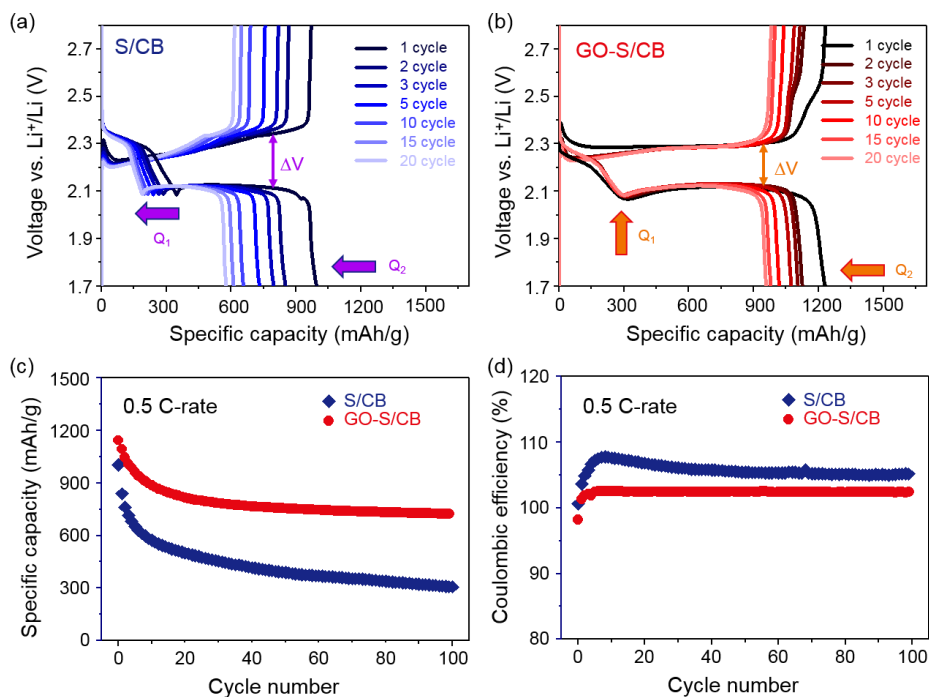 (a)
S/CB
1 cycle
2 cycle
3 cycle
5 cycle
10 cycle
15 cycle
20 cycle
ΔV
Q₁
Q₂
2.7
2.5
2.3
2.1
1.9
1.7
Voltage vs. Li⁺/Li (V)
0 300 600 900 1200 1500
Specific capacity (mAh/g)
(b)
GO-S/CB
1 cycle
2 cycle
3 cycle
5 cycle
10 cycle
15 cycle
20 cycle
ΔV
Q₁
Q₂
2.7
2.5
2.3
2.1
1.9
1.7
Voltage vs. Li⁺/Li (V)
0 300 600 900 1200 1500
Specific capacity (mAh/g)
(c)
0.5 C-rate
S/CB
GO-S/CB
1500
1200
900
600
300
0
Specific capacity (mAh/g)
0 20 40 60 80 100
Cycle number
(d)
0.5 C-rate
S/CB
GO-S/CB
120
110
100
90
80
Coulombic efficiency (%)
0 20 40 60 80 100
Cycle number